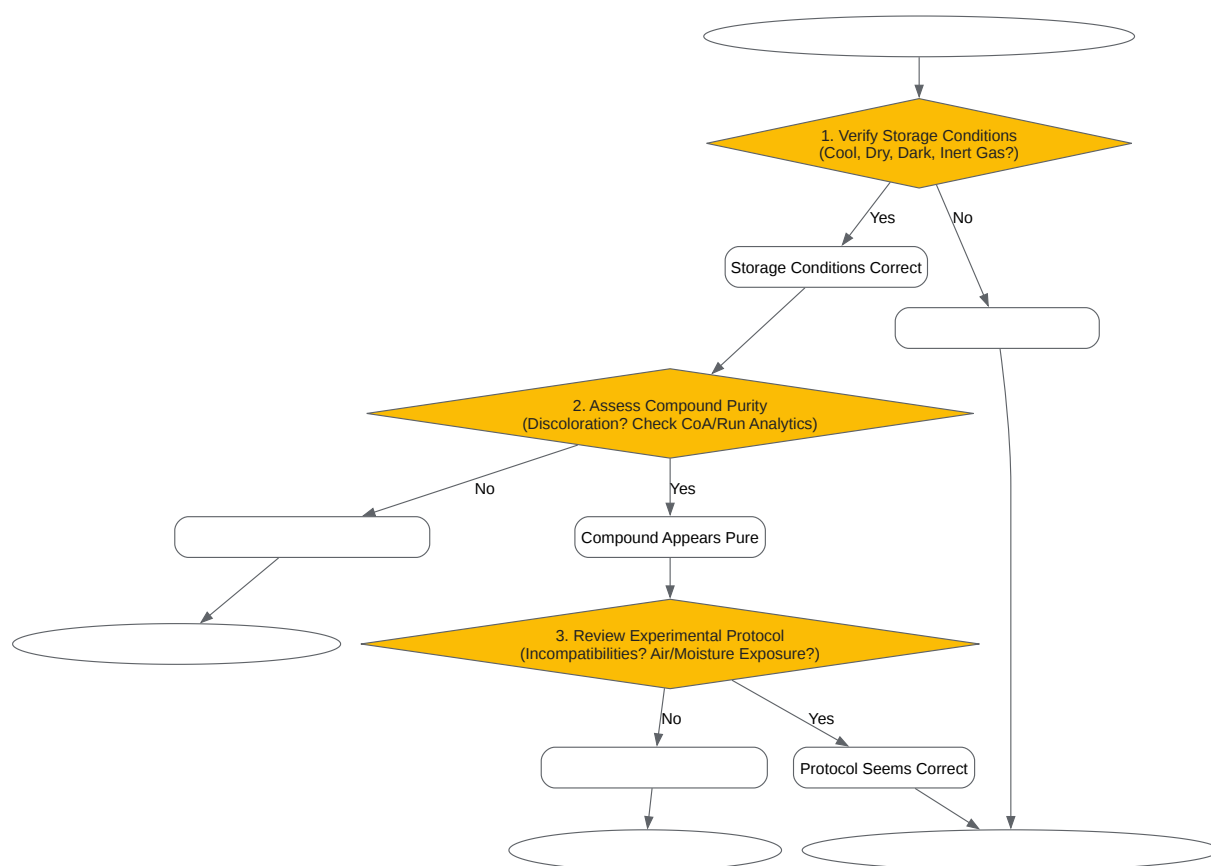 1. Verify Storage Conditions
(Cool, Dry, Dark, Inert Gas?)
Yes
No
Storage Conditions Correct
2. Assess Compound Purity
(Discoloration? Check CoA/Run Analytics)
No
Yes
Compound Appears Pure
3. Review Experimental Protocol
(Incompatibilities? Air/Moisture Exposure?)
No
Yes
Protocol Seems Correct